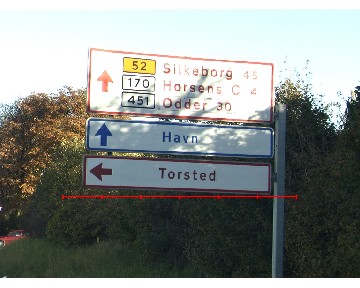 52 Silkeborg 45
170 Horsens C 4
451 Odder 30
Havn
Torsted